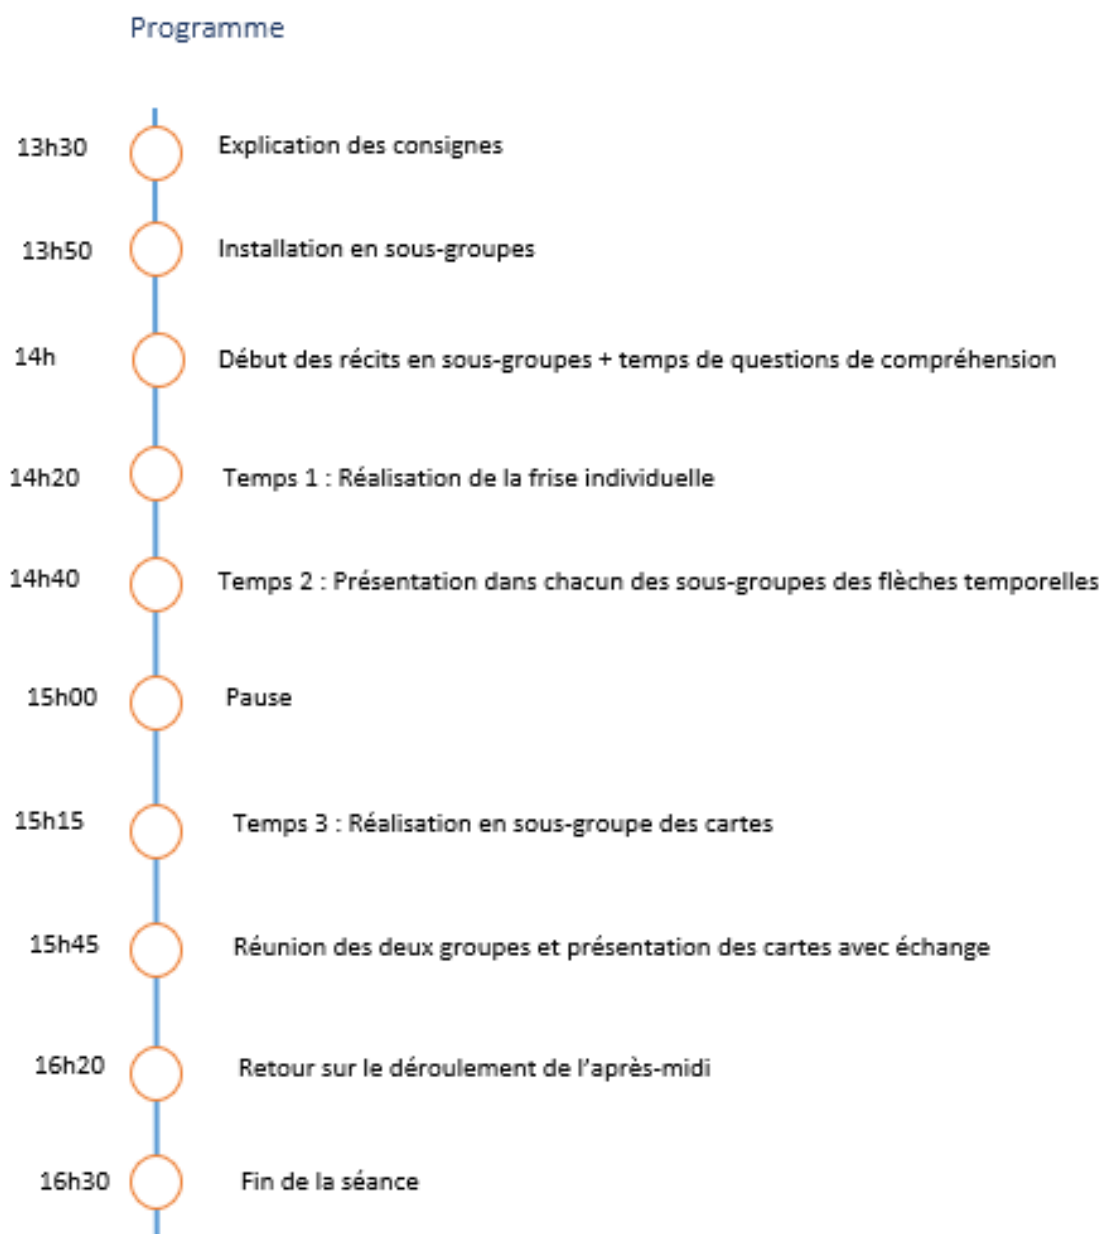 Programme
13h30 Explication des consignes
13h50 Installation en sous-groupes
14h Début des récits en sous-groupes + temps de questions de compréhension
14h20 Temps 1 : Réalisation de la frise individuelle
14h40 Temps 2 : Présentation dans chacun des sous-groupes des flèches temporelles
15h00 Pause
15h15 Temps 3 : Réalisation en sous-groupe des cartes
15h45 Réunion des deux groupes et présentation des cartes avec échange
16h20 Retour sur le déroulement de l'après-midi
16h30 Fin de la séance